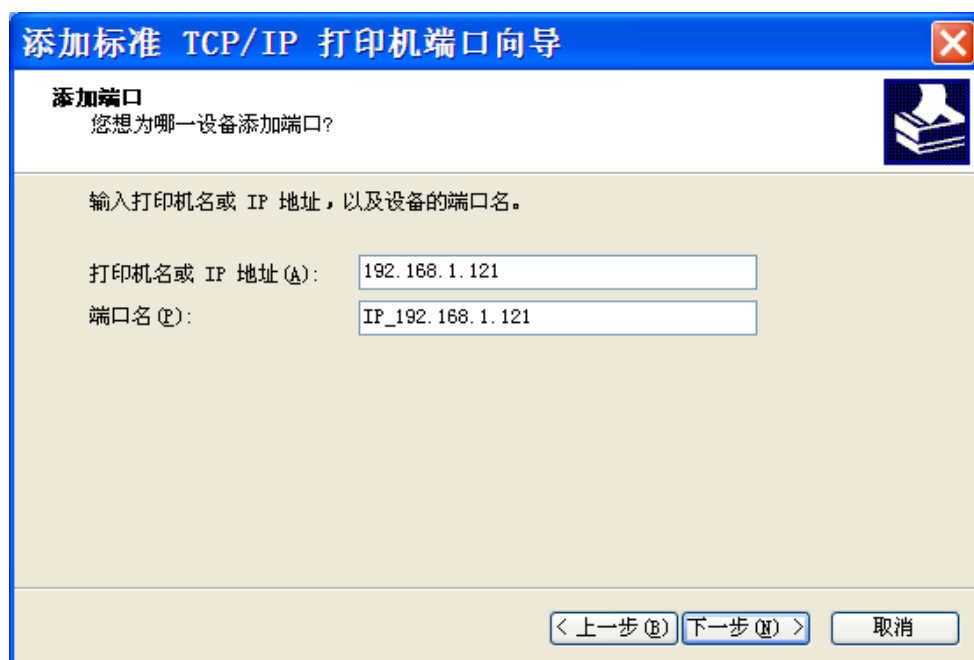 添加标准 TCP/IP 打印机端口向导
添加端口
您想为哪一设备添加端口?
输入打印机名或 IP 地址,以及设备的端口名。
打印机名或 IP 地址(A): 192.168.1.121
端口名(P): IP_192.168.1.121
< 上一步(B) 下一步(N) > 取消